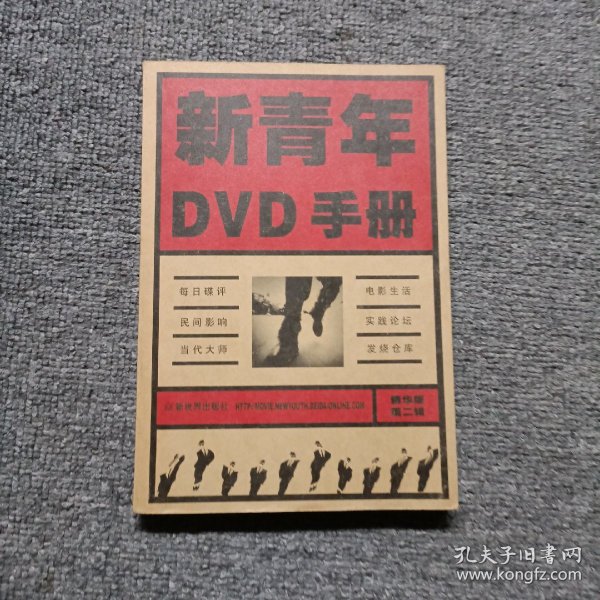 新青年
DVD手册
每日碟评
民间影响
当代大师
电影生活
实践论坛
发烧仓库
新世界出版社 HTTP://MOVIE.NEWYOUTH.BEIDA-ONLINE.COM
精华版
第二辑
孔夫子旧书网
www.kongfz.com